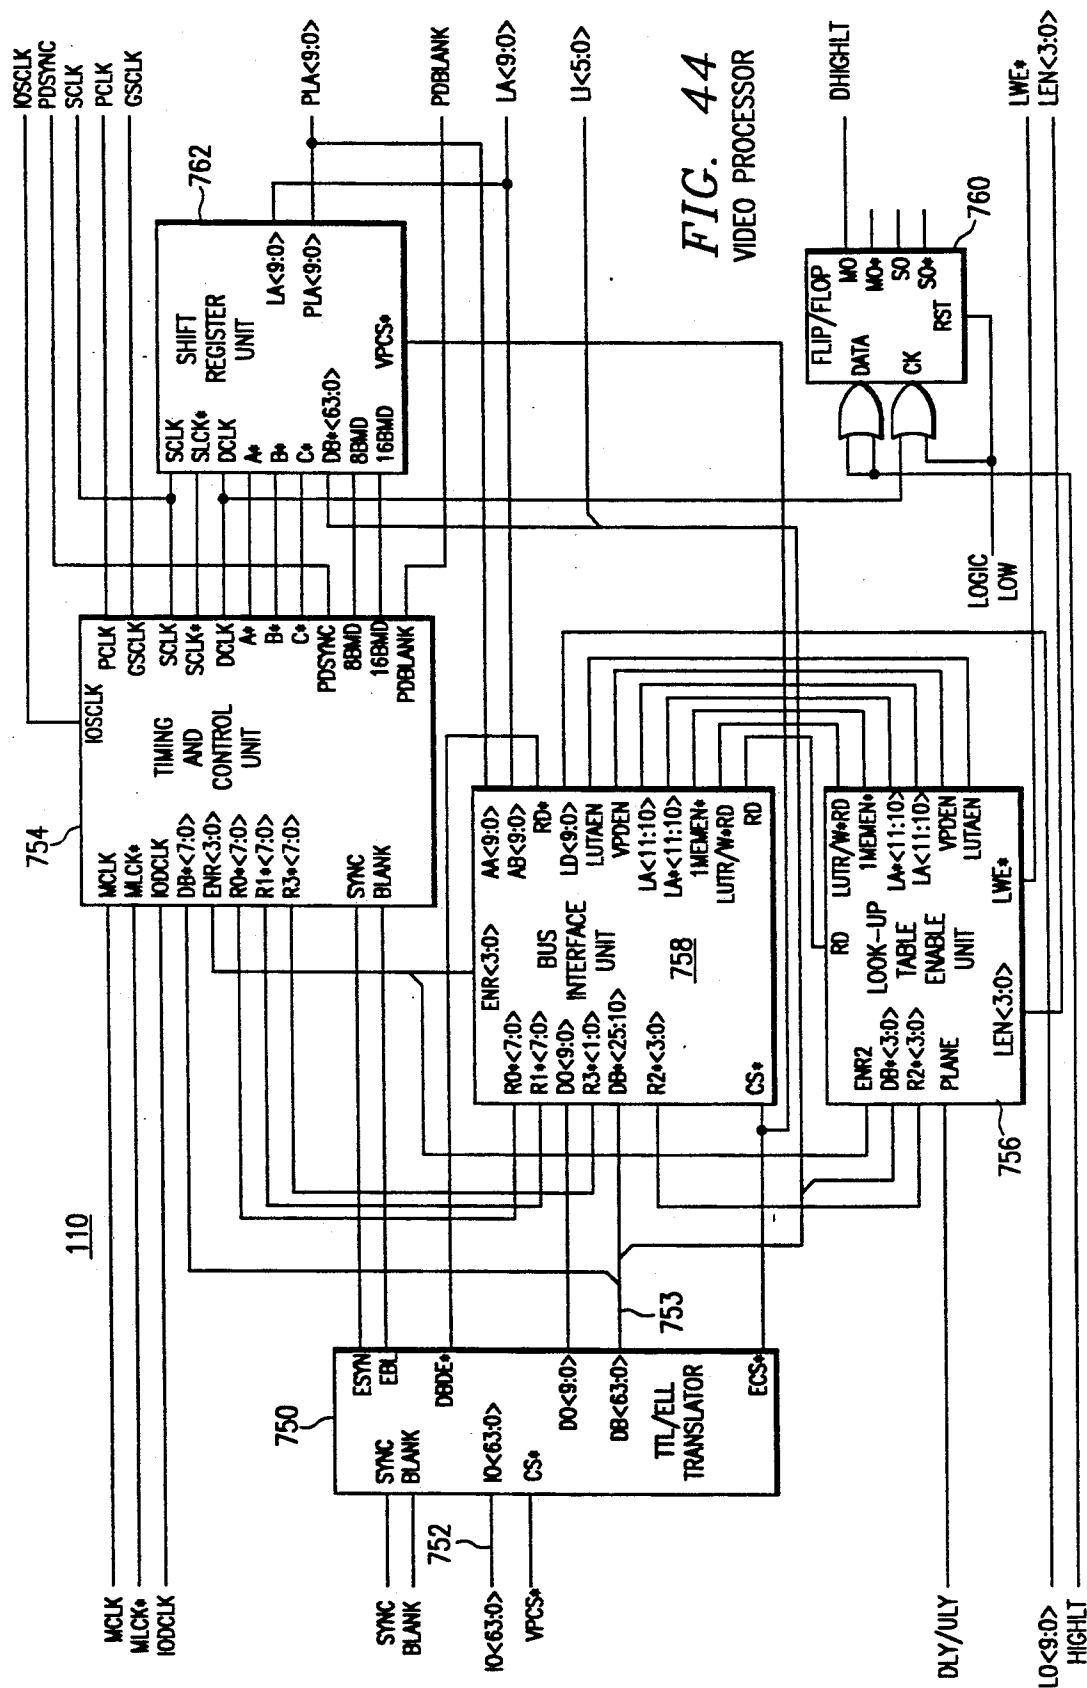 110
MCLK
MLCK*
IODCLK
SYNC
BLANK
IO<63:0>
752
VPCS*
DLY/ULY
LO<9:0>
HIGHLT
750
SYNC
BLANK
IO<63:0>
CS*
ESYN
EBL
DBDE*
DO<9:0>
DB<63:0>
TTL/ELL
TRANSLATOR
ECS*
753
754
MCLK
MLCK*
IODCLK
DB*<7:0>
ENR<3:0>
R0*<7:0>
R1*<7:0>
R3*<7:0>
SYNC
BLANK
TIMING
AND
CONTROL
UNIT
IOSCLK
PCLK
GSCLK
SCLK
SCLK*
DCLK
A*
B*
C*
PDSYNC
8BMD
16BMD
PDBLANK
ENR<3:0>
R0*<7:0>
R1*<7:0>
DO<9:0>
R3*<1:0>
DB*<25:10>
R2*<3:0>
CS*
BUS
INTERFACE
UNIT
758
AA<9:0>
AB<9:0>
RD*
LD<9:0>
LUTAEN
VPDEN
LA<11:10>
LA*<11:10>
1MEMEN*
LUTR/W*RD
RD
756
ENR2
DB*<3:0>
R2*<3:0>
PLANE
LEN<3:0>
RD
LOOK-UP
TABLE
ENABLE
UNIT
LWE*
LUTR/W*RD
1MEMEN*
LA*<11:10>
LA<11:10>
VPDEN
LUTAEN
762
SCLK
SLCK*
DCLK
A*
B*
C*
DB*<63:0>
8BMD
16BMD
SHIFT
REGISTER
UNIT
LA<9:0>
PLA<9:0>
VPCS*
LOGIC
LOW
FLIP/FLOP
DATA
CK
RST
MO
MO*
SO
SO*
760
IOSCLK
PDSYNC
SCLK
PCLK
GSCLK
PLA<9:0>
PDBLANK
LA<9:0>
LI<5:0>
DHIGHLT
LWE*
LEN<3:0>
FIG. 44
VIDEO PROCESSOR